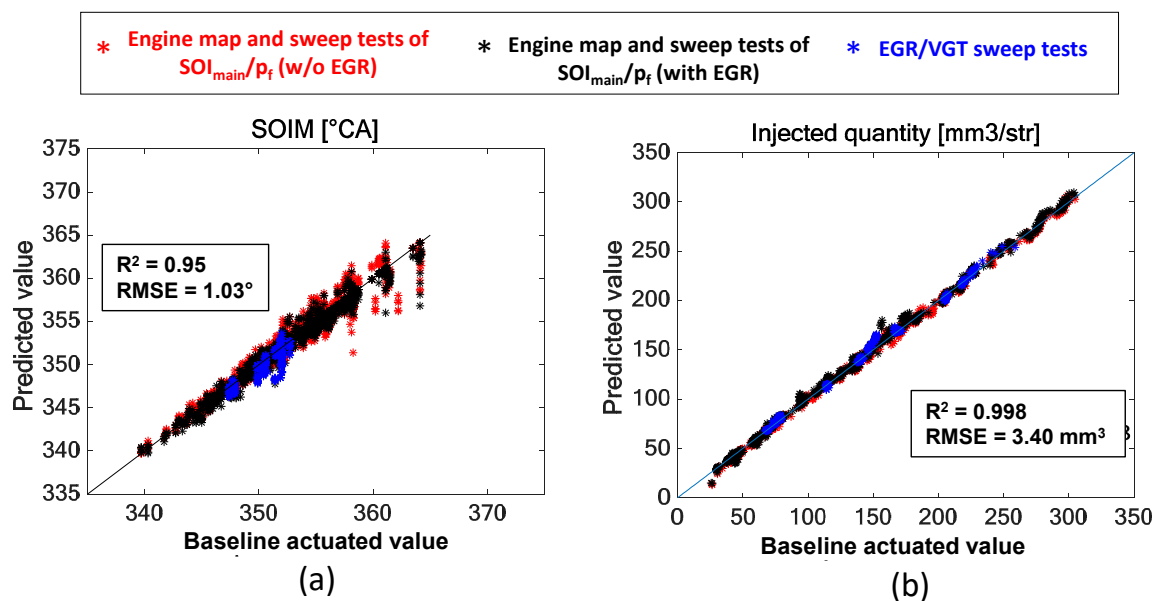 * Engine map and sweep tests of
SOImain/pf (w/o EGR)
* Engine map and sweep tests of
SOImain/pf (with EGR)
* EGR/VGT sweep tests
SOIM [°CA]
375
370
365
360
355
350
345
340
335
Predicted value
R² = 0.95
RMSE = 1.03°
340
350
360
370
Baseline actuated value
(a)
Injected quantity [mm3/str]
350
300
250
200
150
100
50
0
Predicted value
R² = 0.998
RMSE = 3.40 mm³
0
50
100
150
200
250
300
350
Baseline actuated value
(b)